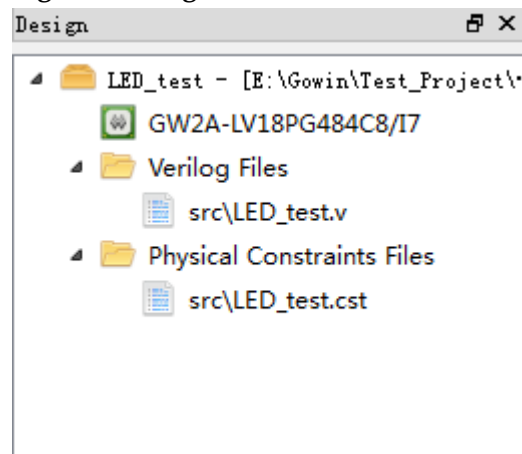 Design
LED_test - [E:\Gowin\Test_Project\
GW2A-LV18PG484C8/I7
Verilog Files
src\LED_test.v
Physical Constraints Files
src\LED_test.cst